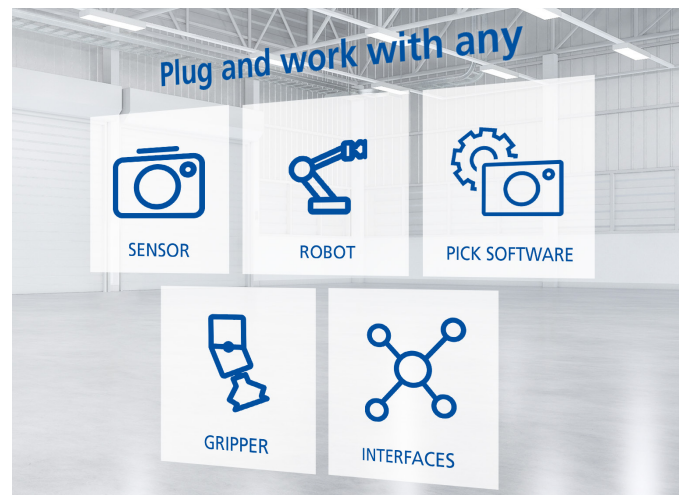 Plug and work with any
SENSOR
ROBOT
PICK SOFTWARE
GRIPPER
INTERFACES